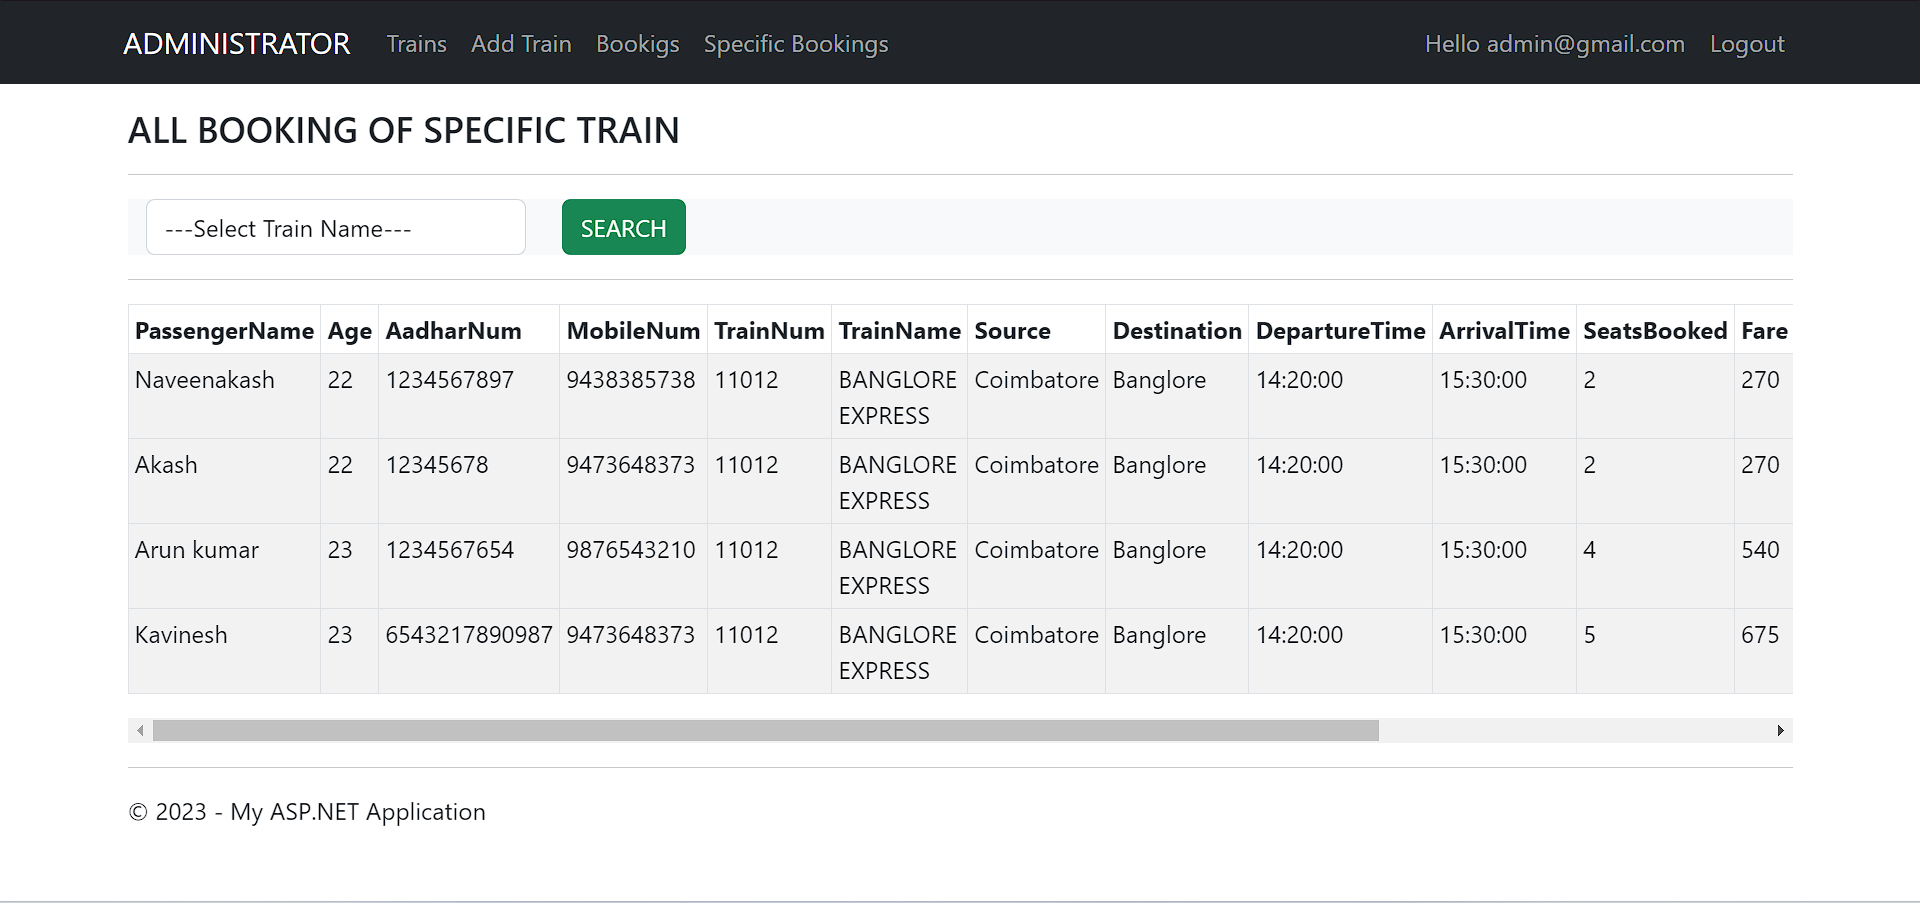 ADMINISTRATOR Trains Add Train Bookigs Specific Bookings Hello admin@gmail.com Logout
ALL BOOKING OF SPECIFIC TRAIN
---Select Train Name--- SEARCH
PassengerName Age AadharNum MobileNum TrainNum TrainName Source Destination DepartureTime ArrivalTime SeatsBooked Fare
Naveenakash 22 1234567897 9438385738 11012 BANGLORE Coimbatore Banglore 14:20:00 15:30:00 2 270
EXPRESS
Akash 22 12345678 9473648373 11012 BANGLORE Coimbatore Banglore 14:20:00 15:30:00 2 270
EXPRESS
Arun kumar 23 1234567654 9876543210 11012 BANGLORE Coimbatore Banglore 14:20:00 15:30:00 4 540
EXPRESS
Kavinesh 23 6543217890987 9473648373 11012 BANGLORE Coimbatore Banglore 14:20:00 15:30:00 5 675
EXPRESS
© 2023 - My ASP.NET Application